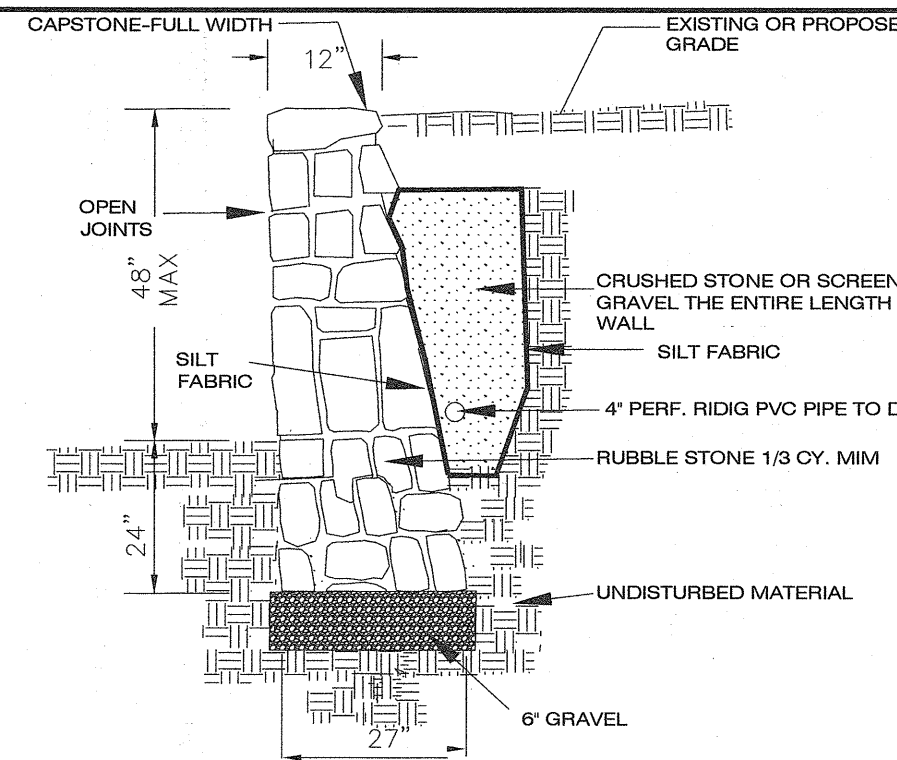 CAPSTONE-FULL WIDTH
EXISTING OR PROPOSE
GRADE
12"
OPEN
JOINTS
48"
MAX
CRUSHED STONE OR SCREEN
GRAVEL THE ENTIRE LENGTH
WALL
SILT FABRIC
SILT
FABRIC
4" PERF. RIDIG PVC PIPE TO D
RUBBLE STONE 1/3 CY. MIM
24"
UNDISTURBED MATERIAL
6" GRAVEL
27"